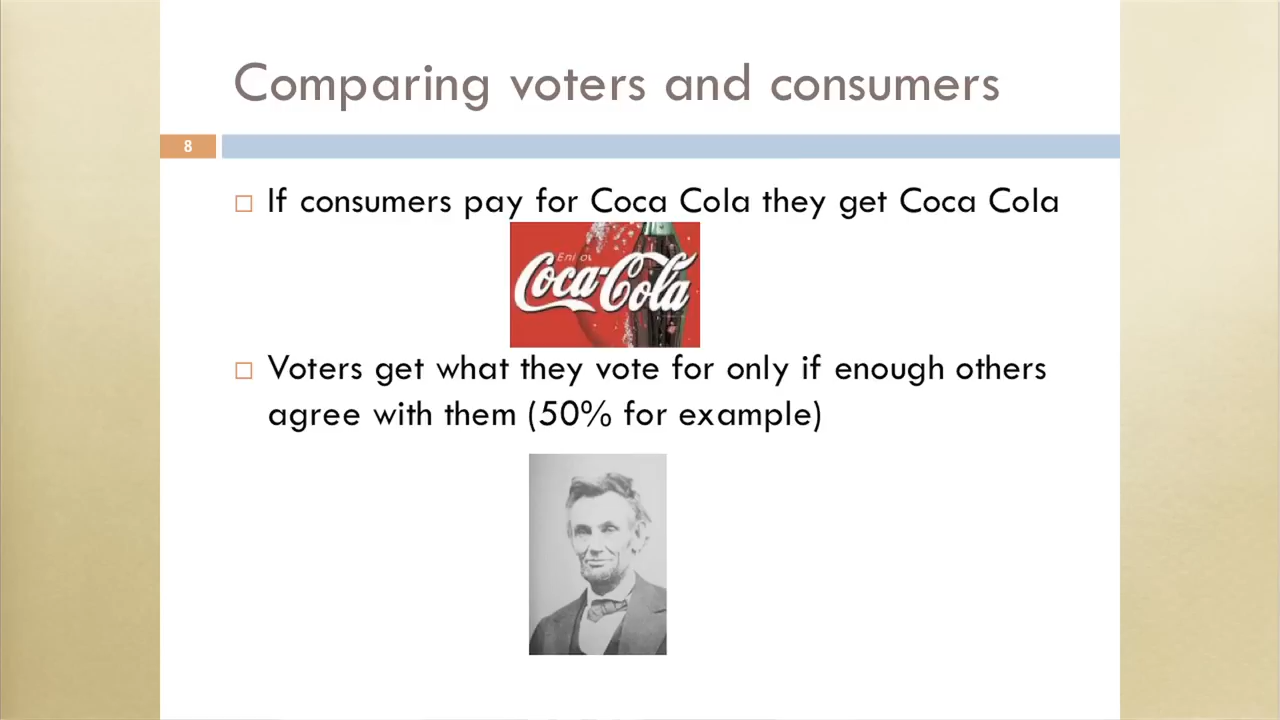 Comparing voters and consumers
8
If consumers pay for Coca Cola they get Coca Cola
Enjoy
Coca-Cola
Voters get what they vote for only if enough others
agree with them (50% for example)